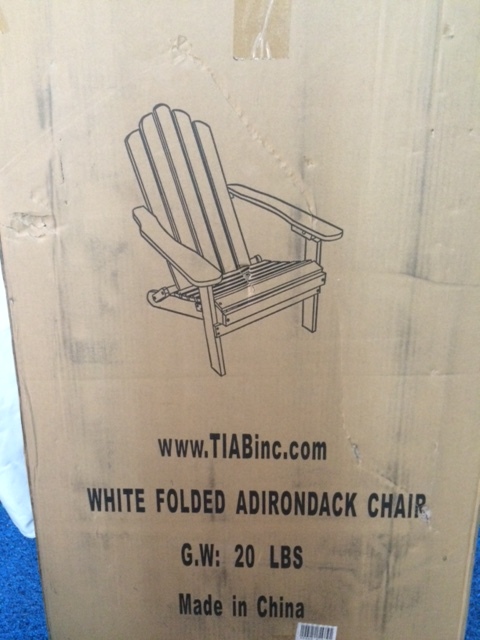 www.TIABinc.com
WHITE FOLDED ADIRONDACK CHAIR
G.W: 20 LBS
Made in China